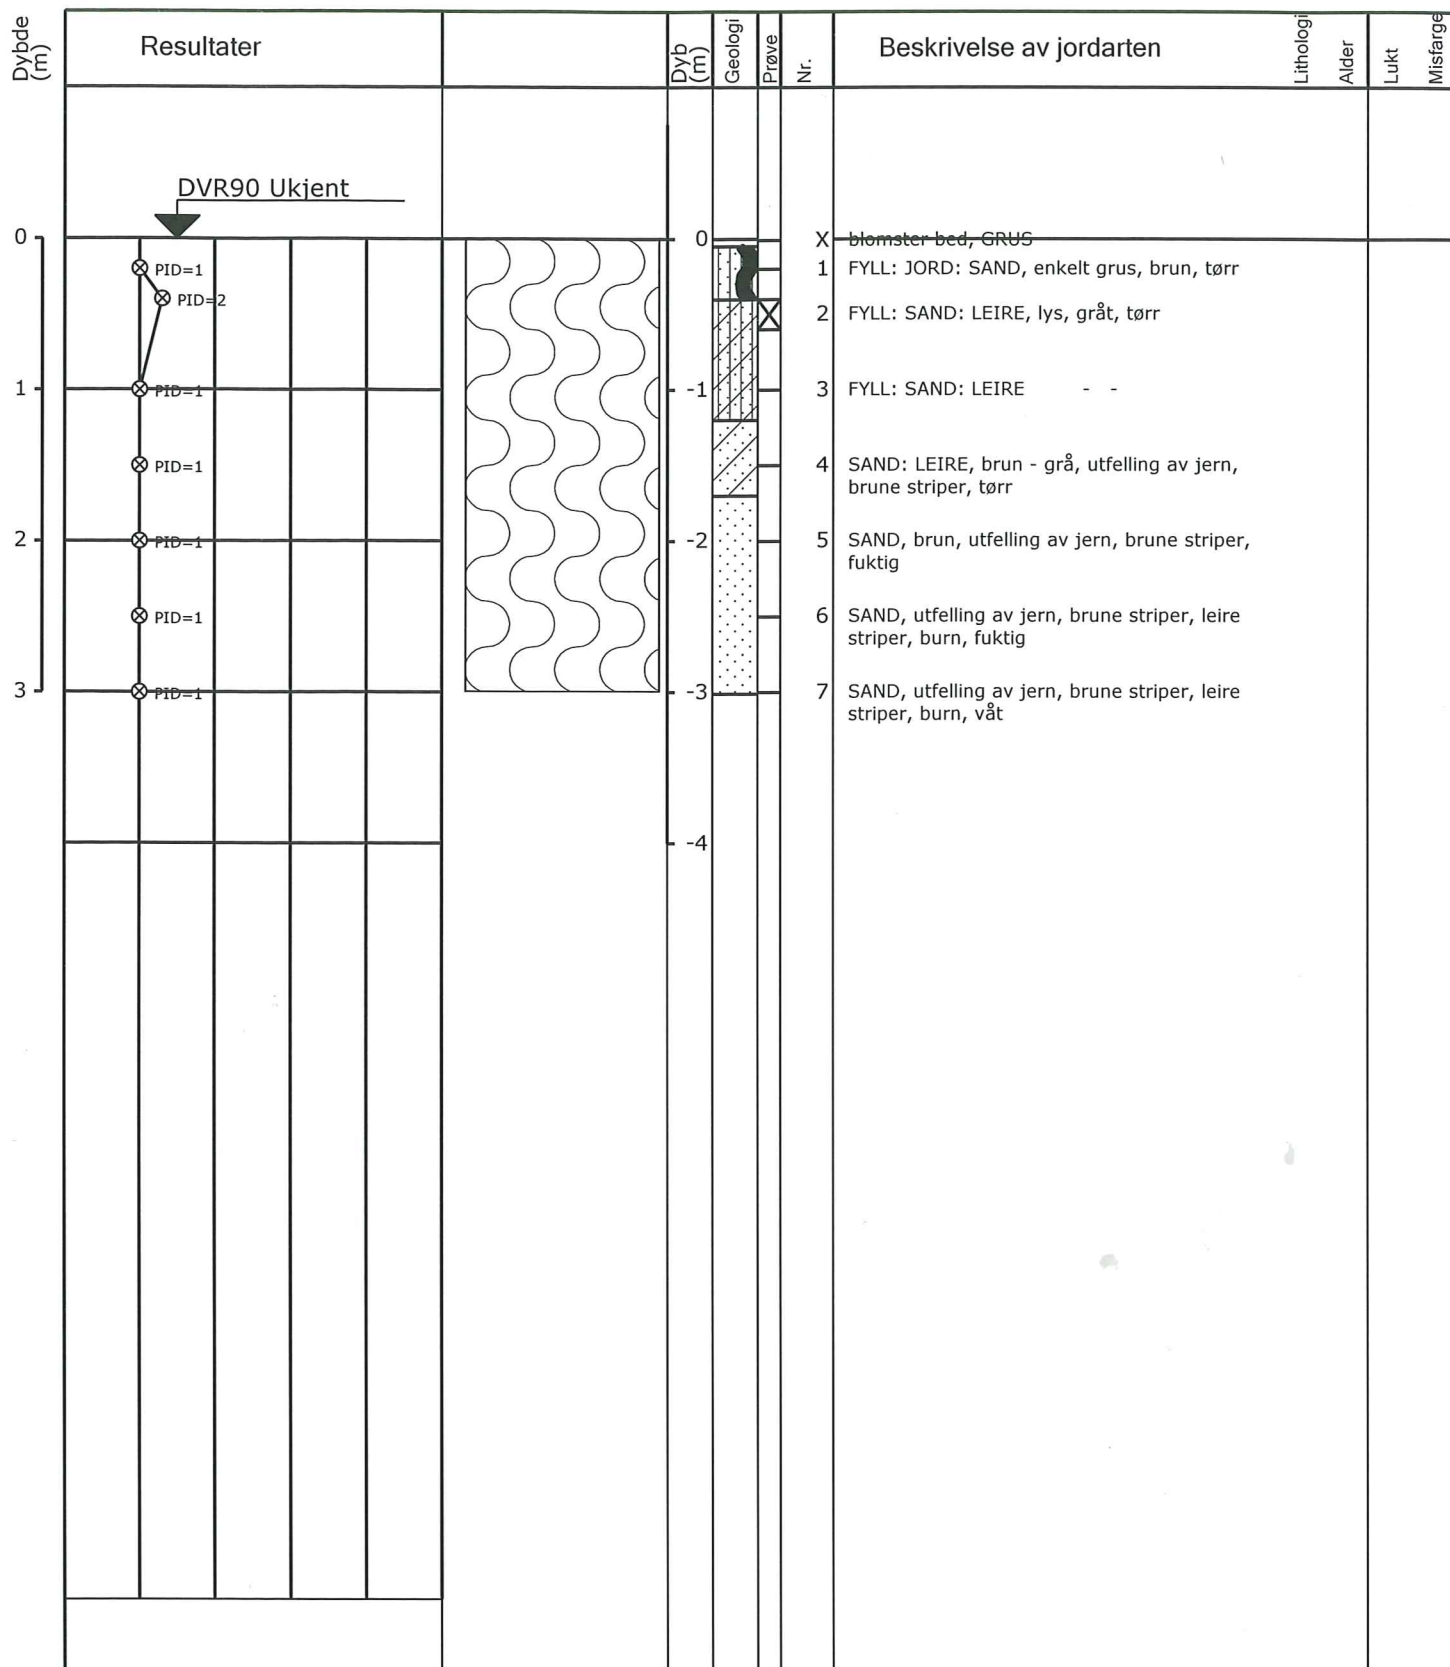 Dybde
(m)
Resultater
Dyb
(m)
Geologi
Prøve
Nr.
Beskrivelse av jordarten
Lithologi
Alder
Lukt
Misfarge
DVR90 Ukjent
0
0
X blomster bed, GRUS
PID=1
1 FYLL: JORD: SAND, enkelt grus, brun, tørr
PID=2
2 FYLL: SAND: LEIRE, lys, gråt, tørr
1
PID=1
-1
3 FYLL: SAND: LEIRE - -
PID=1
4 SAND: LEIRE, brun - grå, utfelling av jern,
brune striper, tørr
2
PID=1
-2
5 SAND, brun, utfelling av jern, brune striper,
fuktig
PID=1
6 SAND, utfelling av jern, brune striper, leire
striper, burn, fuktig
3
PID=1
-3
7 SAND, utfelling av jern, brune striper, leire
striper, burn, våt
-4